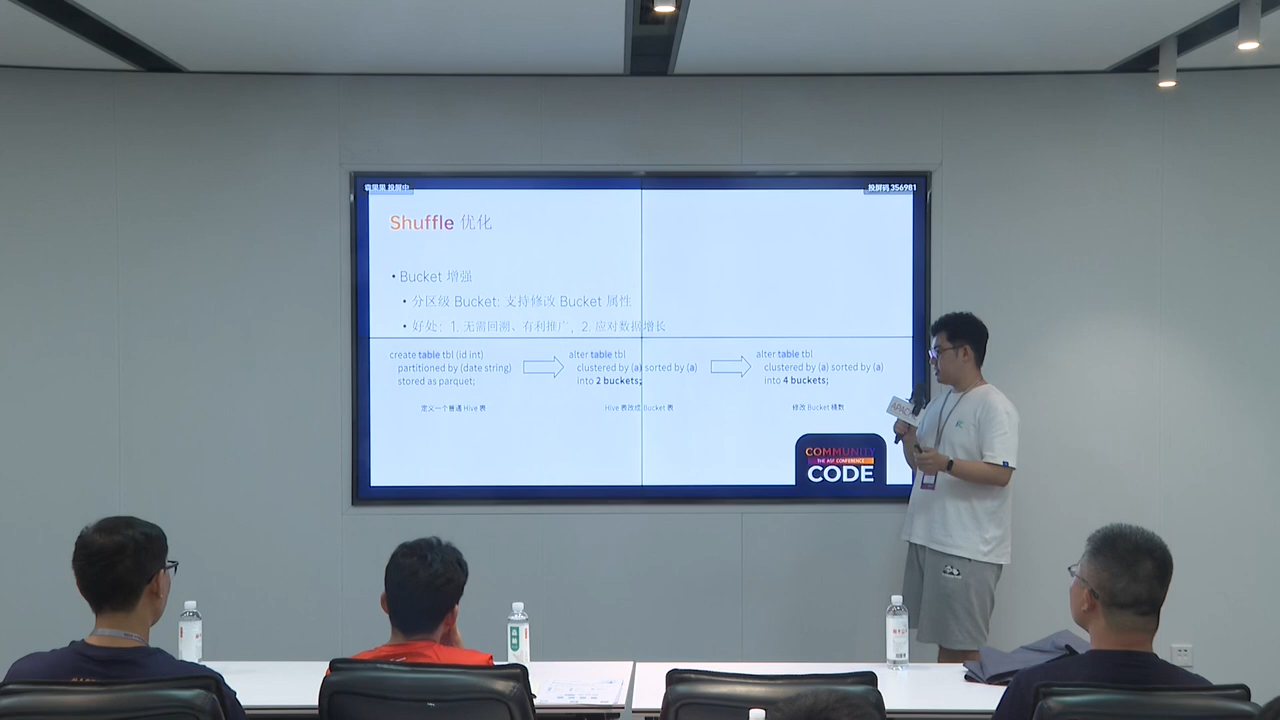 投屏中
投屏码 356981
Shuffle 优化
• Bucket 增强
• 分区级 Bucket: 支持修改 Bucket 属性
• 好处: 1. 无需回溯、有利推广, 2. 应对数据增长
create table tbl (id int)
partitioned by (date string)
stored as parquet;
定义一个普通 Hive 表
alter table tbl
clustered by (a) sorted by (a)
into 2 buckets;
Hive 表改成 Bucket 表
alter table tbl
clustered by (a) sorted by (a)
into 4 buckets;
修改 Bucket 桶数
COMMUNITY
THE ASF CONFERENCE
CODE